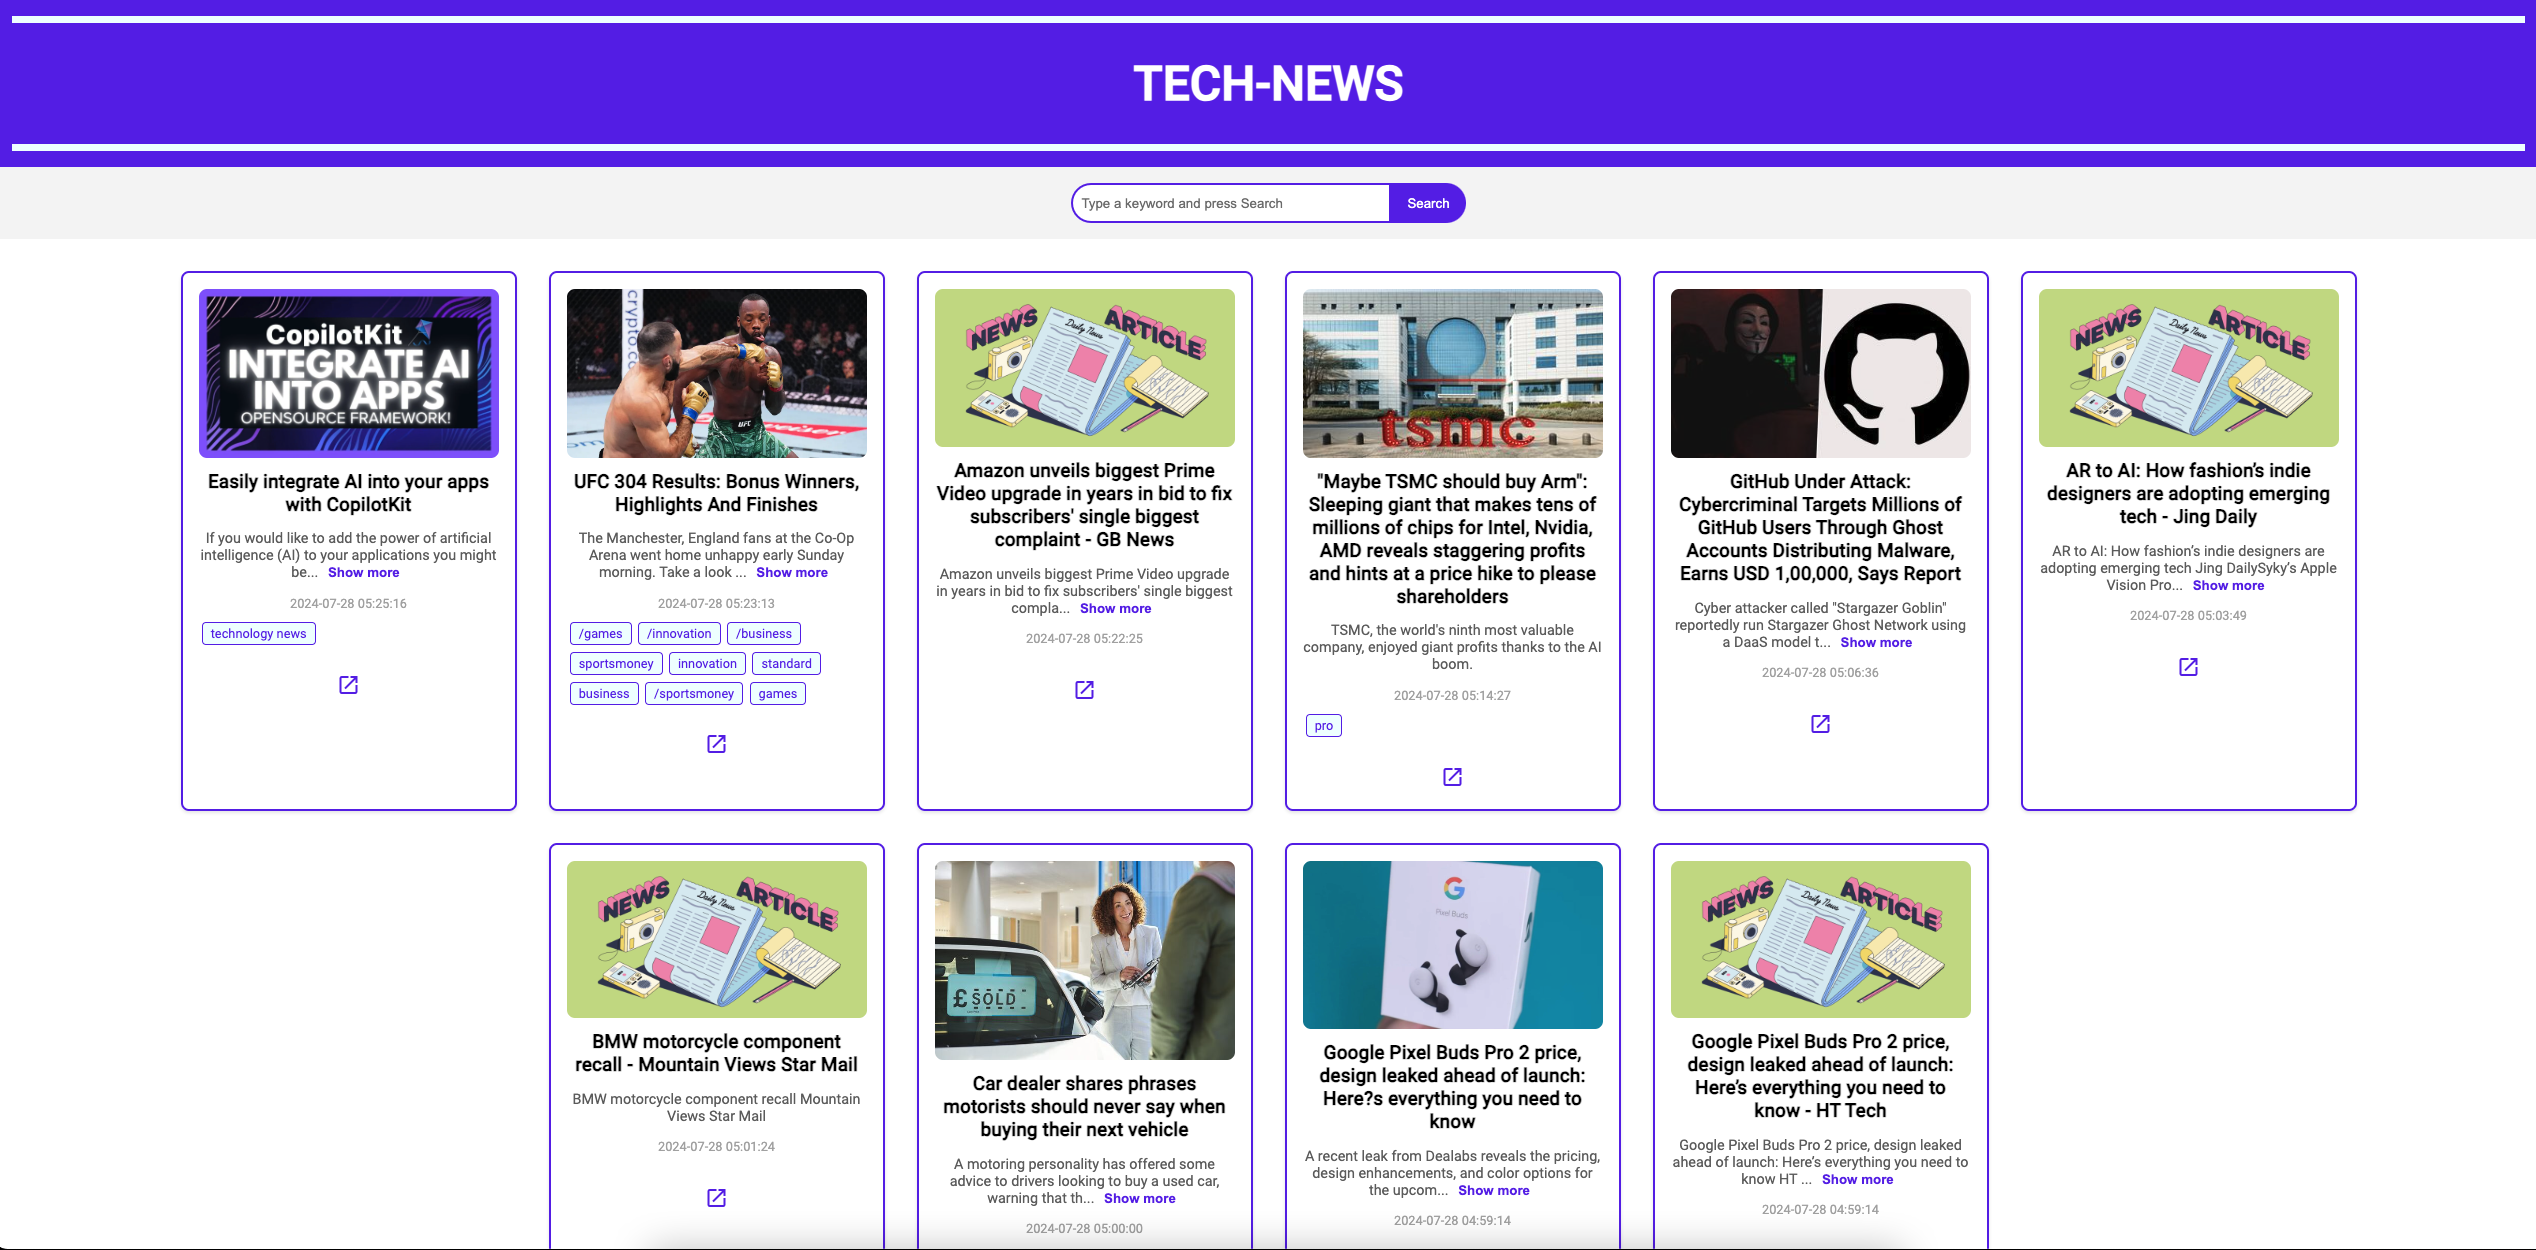 TECH-NEWS
Type a keyword and press Search
Search
CopilotKit
INTEGRATE AI
INTO APPS
OPENSOURCE FRAMEWORK!
Easily integrate AI into your apps
with CopilotKit
If you would like to add the power of artificial
intelligence (AI) to your applications you might
be... Show more
2024-07-28 05:25:16
technology news
crypto.co
UFC
UFC 304 Results: Bonus Winners,
Highlights And Finishes
The Manchester, England fans at the Co-Op
Arena went home unhappy early Sunday
morning. Take a look ... Show more
2024-07-28 05:23:13
/games /innovation /business
sportsmoney innovation standard
business /sportsmoney games
NEWS
Daily News
ARTICLE
Amazon unveils biggest Prime
Video upgrade in years in bid to fix
subscribers' single biggest
complaint - GB News
Amazon unveils biggest Prime Video upgrade
in years in bid to fix subscribers' single biggest
compla... Show more
2024-07-28 05:22:25
tsmc
"Maybe TSMC should buy Arm":
Sleeping giant that makes tens of
millions of chips for Intel, Nvidia,
AMD reveals staggering profits
and hints at a price hike to please
shareholders
TSMC, the world's ninth most valuable
company, enjoyed giant profits thanks to the AI
boom.
2024-07-28 05:14:27
pro
GitHub Under Attack:
Cybercriminal Targets Millions of
GitHub Users Through Ghost
Accounts Distributing Malware,
Earns USD 1,00,000, Says Report
Cyber attacker called "Stargazer Goblin"
reportedly run Stargazer Ghost Network using
a DaaS model t... Show more
2024-07-28 05:06:36
NEWS
Daily News
ARTICLE
AR to AI: How fashion’s indie
designers are adopting emerging
tech - Jing Daily
AR to AI: How fashion’s indie designers are
adopting emerging tech Jing DailySyky’s Apple
Vision Pro... Show more
2024-07-28 05:03:49
NEWS
Daily News
ARTICLE
BMW motorcycle component
recall - Mountain Views Star Mail
BMW motorcycle component recall Mountain
Views Star Mail
2024-07-28 05:01:24
£ SOLD
Car dealer shares phrases
motorists should never say when
buying their next vehicle
A motoring personality has offered some
advice to drivers looking to buy a used car,
warning that th... Show more
2024-07-28 05:00:00
G
Pixel Buds
Google Pixel Buds Pro 2 price,
design leaked ahead of launch:
Here?s everything you need to
know
A recent leak from Dealabs reveals the pricing,
design enhancements, and color options for
the upcom... Show more
2024-07-28 04:59:14
NEWS
Daily News
ARTICLE
Google Pixel Buds Pro 2 price,
design leaked ahead of launch:
Here’s everything you need to
know - HT Tech
Google Pixel Buds Pro 2 price, design leaked
ahead of launch: Here’s everything you need to
know HT ... Show more
2024-07-28 04:59:14